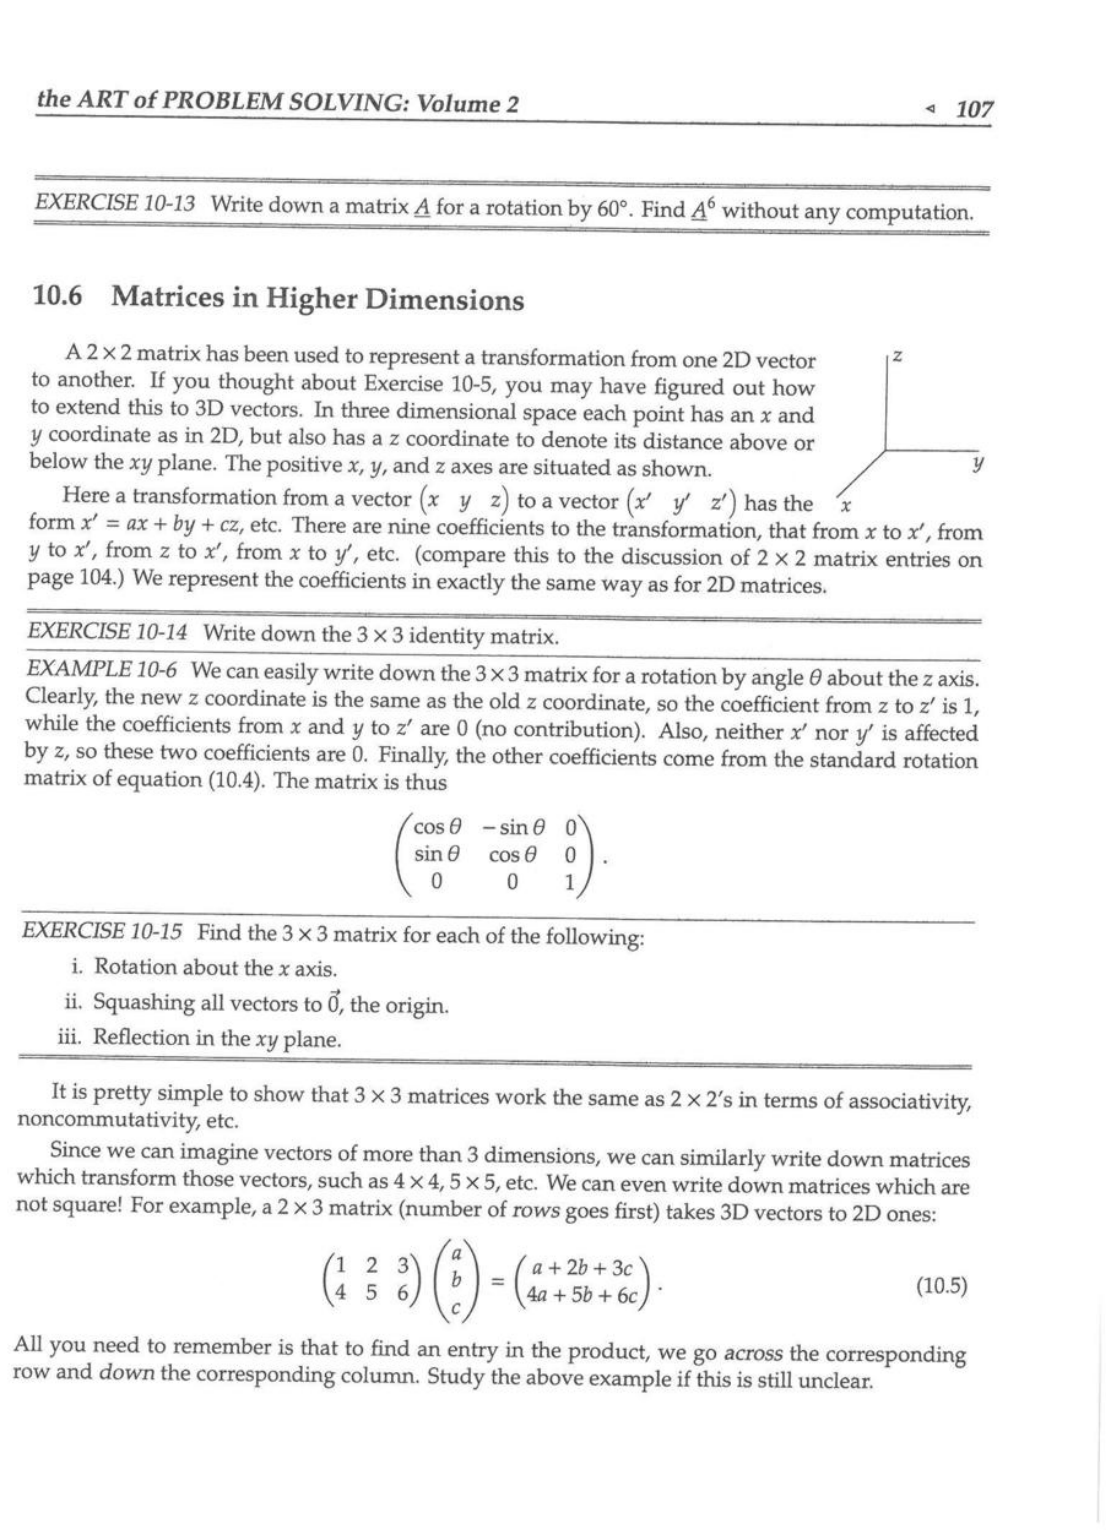 the ART of PROBLEM SOLVING: Volume 2 ◁ 107
EXERCISE 10-13 Write down a matrix A for a rotation by 60°. Find A⁶ without any computation.
10.6 Matrices in Higher Dimensions
A 2 × 2 matrix has been used to represent a transformation from one 2D vector
to another. If you thought about Exercise 10-5, you may have figured out how
to extend this to 3D vectors. In three dimensional space each point has an x and
y coordinate as in 2D, but also has a z coordinate to denote its distance above or
below the xy plane. The positive x, y, and z axes are situated as shown.
z
y
x
Here a transformation from a vector (x y z) to a vector (x′ y′ z′) has the
form x′ = ax + by + cz, etc. There are nine coefficients to the transformation, that from x to x′, from
y to x′, from z to x′, from x to y′, etc. (compare this to the discussion of 2 × 2 matrix entries on
page 104.) We represent the coefficients in exactly the same way as for 2D matrices.
EXERCISE 10-14 Write down the 3 × 3 identity matrix.
EXAMPLE 10-6 We can easily write down the 3 × 3 matrix for a rotation by angle θ about the z axis.
Clearly, the new z coordinate is the same as the old z coordinate, so the coefficient from z to z′ is 1,
while the coefficients from x and y to z′ are 0 (no contribution). Also, neither x′ nor y′ is affected
by z, so these two coefficients are 0. Finally, the other coefficients come from the standard rotation
matrix of equation (10.4). The matrix is thus
cos θ − sin θ 0
sin θ cos θ 0
0 0 1 .
EXERCISE 10-15 Find the 3 × 3 matrix for each of the following:
i. Rotation about the x axis.
ii. Squashing all vectors to 0⃗, the origin.
iii. Reflection in the xy plane.
It is pretty simple to show that 3 × 3 matrices work the same as 2 × 2's in terms of associativity,
noncommutativity, etc.
Since we can imagine vectors of more than 3 dimensions, we can similarly write down matrices
which transform those vectors, such as 4 × 4, 5 × 5, etc. We can even write down matrices which are
not square! For example, a 2 × 3 matrix (number of rows goes first) takes 3D vectors to 2D ones:
(1 2 3) (a) (a + 2b + 3c)
(4 5 6) (b) = (4a + 5b + 6c) . (10.5)
(c)
All you need to remember is that to find an entry in the product, we go across the corresponding
row and down the corresponding column. Study the above example if this is still unclear.